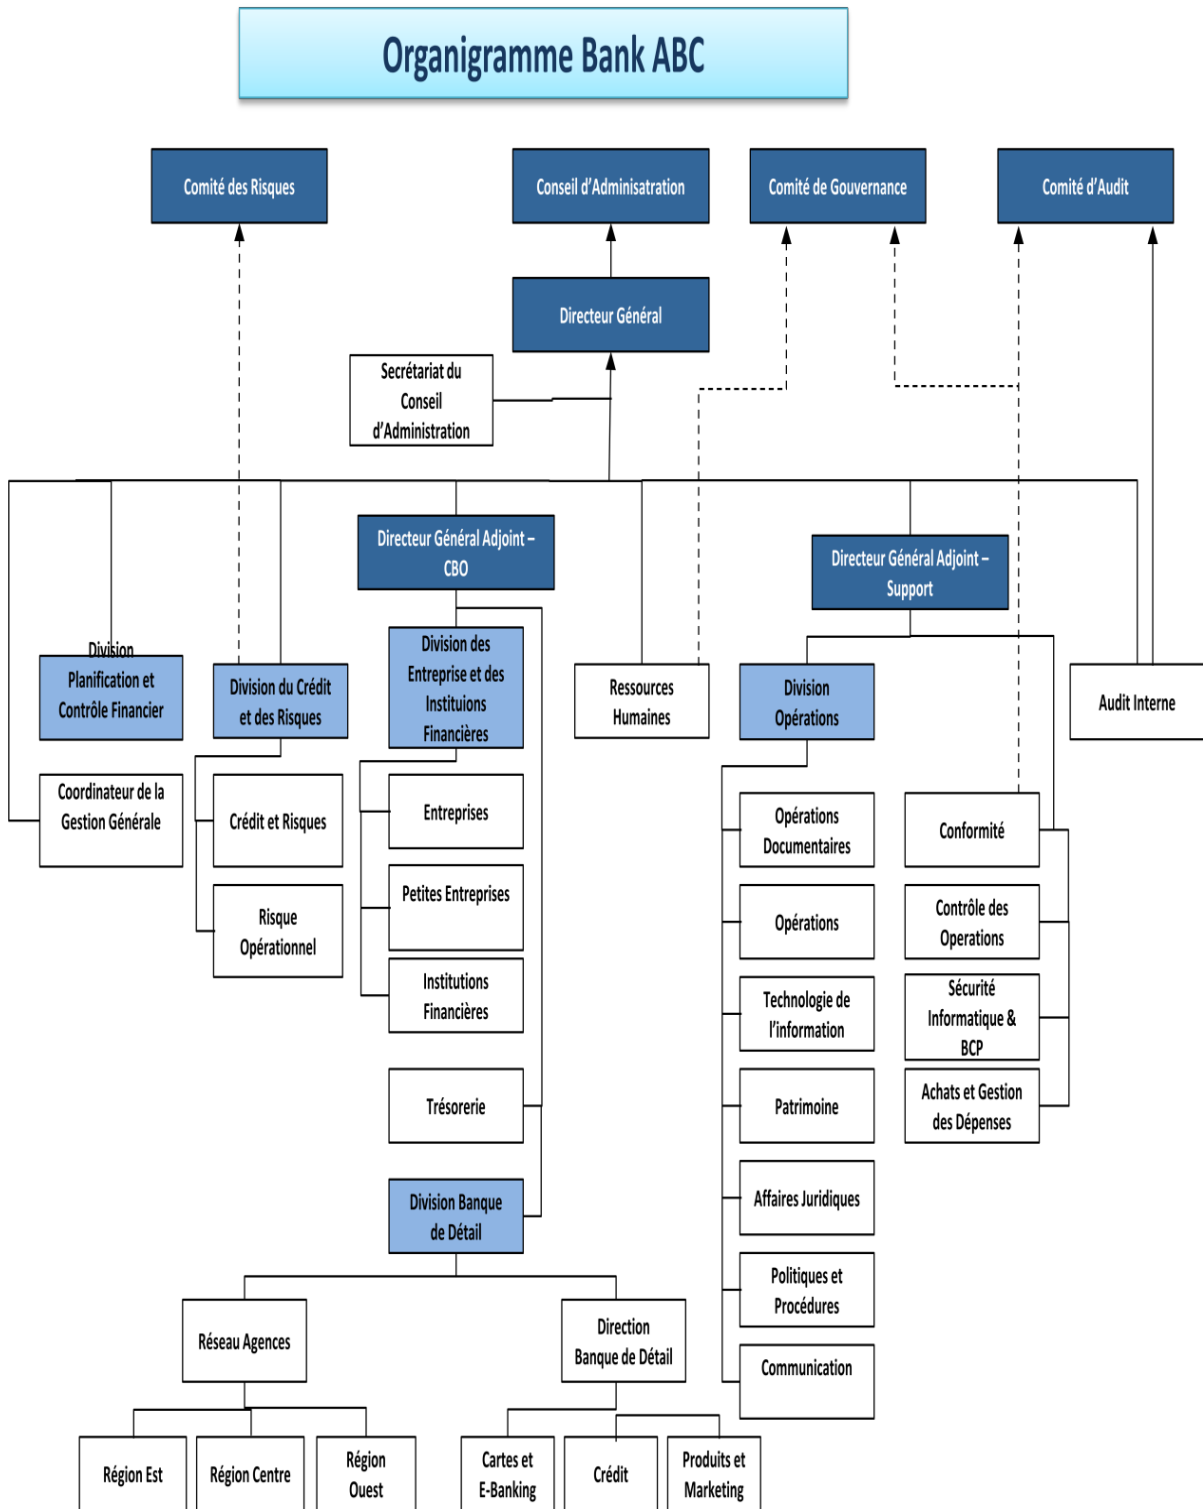 Organigramme Bank ABC
Comité des Risques
Conseil d'Adminisatration
Comité de Gouvernance
Comité d'Audit
Directeur Général
Secrétariat du
Conseil
d'Administration
Directeur Général Adjoint –
CBO
Directeur Général Adjoint –
Support
Division
Planification et
Contrôle Financier
Division du Crédit
et des Risques
Division des
Entreprise et des
Instituions
Financières
Ressources
Humaines
Division
Opérations
Audit Interne
Coordinateur de la
Gestion Générale
Crédit et Risques
Entreprises
Opérations
Documentaires
Conformité
Risque
Opérationnel
Petites Entreprises
Opérations
Contrôle des
Operations
Institutions
Financières
Technologie de
l'information
Sécurité
Informatique &
BCP
Trésorerie
Patrimoine
Achats et Gestion
des Dépenses
Division Banque
de Détail
Affaires Juridiques
Politiques et
Procédures
Réseau Agences
Direction
Banque de Détail
Communication
Région Est
Région Centre
Région
Ouest
Cartes et
E-Banking
Crédit
Produits et
Marketing